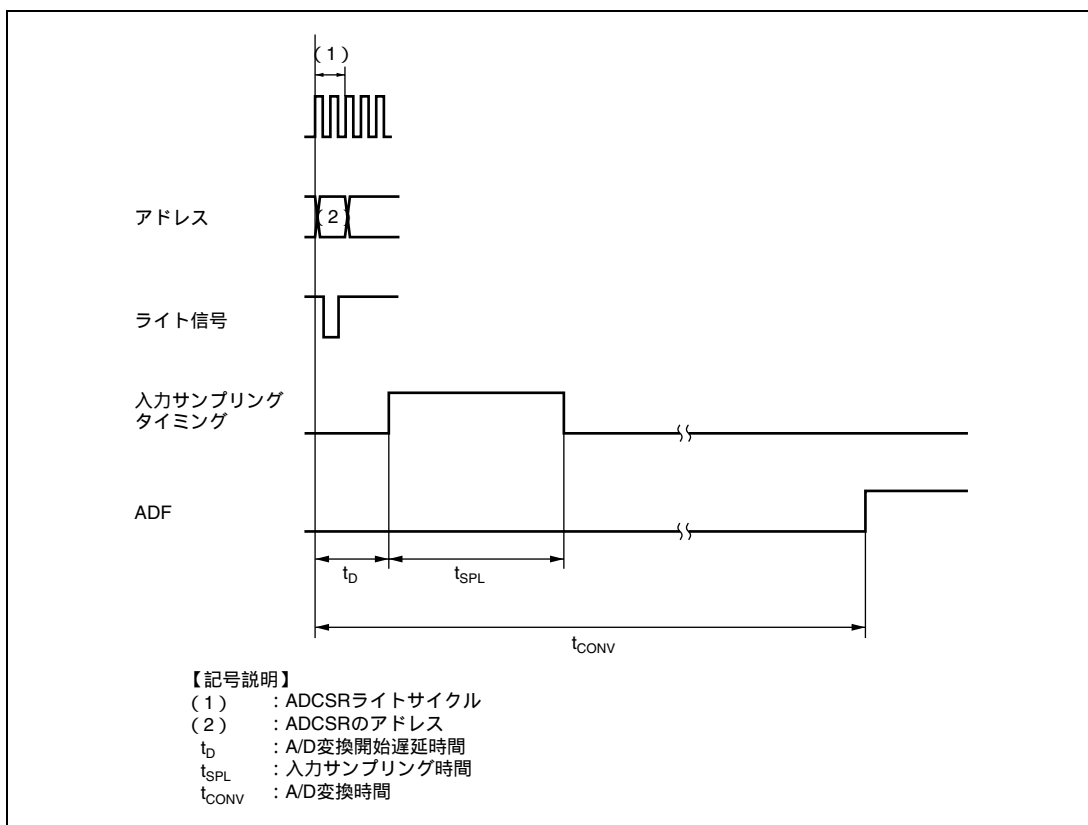 (1)
アドレス
(2)
ライト信号
入力サンプリング
タイミング
ADF
tD
tSPL
tCONV
【記号説明】
(1) : ADCSRライトサイクル
(2) : ADCSRのアドレス
tD : A/D変換開始遅延時間
tSPL : 入力サンプリング時間
tCONV : A/D変換時間